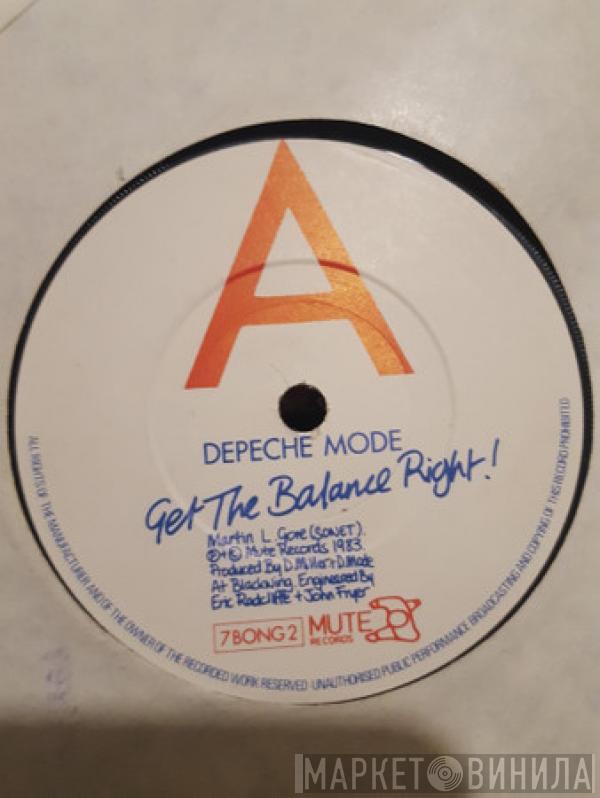 A
DEPECHE MODE
Get The Balance Right!
Martin L. Gore (SONET).
℗+© Mute Records 1983.
Produced By D. Miller + D. Mode
At Blackwing. Engineered By
Eric Radcliffe + John Fryer
7BONG2
MUTE
RECORDS
ALL RIGHTS OF THE MANUFACTURER AND OF THE OWNER OF THE RECORDED WORK RESERVED · UNAUTHORISED PUBLIC PERFORMANCE BROADCASTING AND COPYING OF THIS RECORD PROHIBITED
МАРКЕТ ВИНИЛА